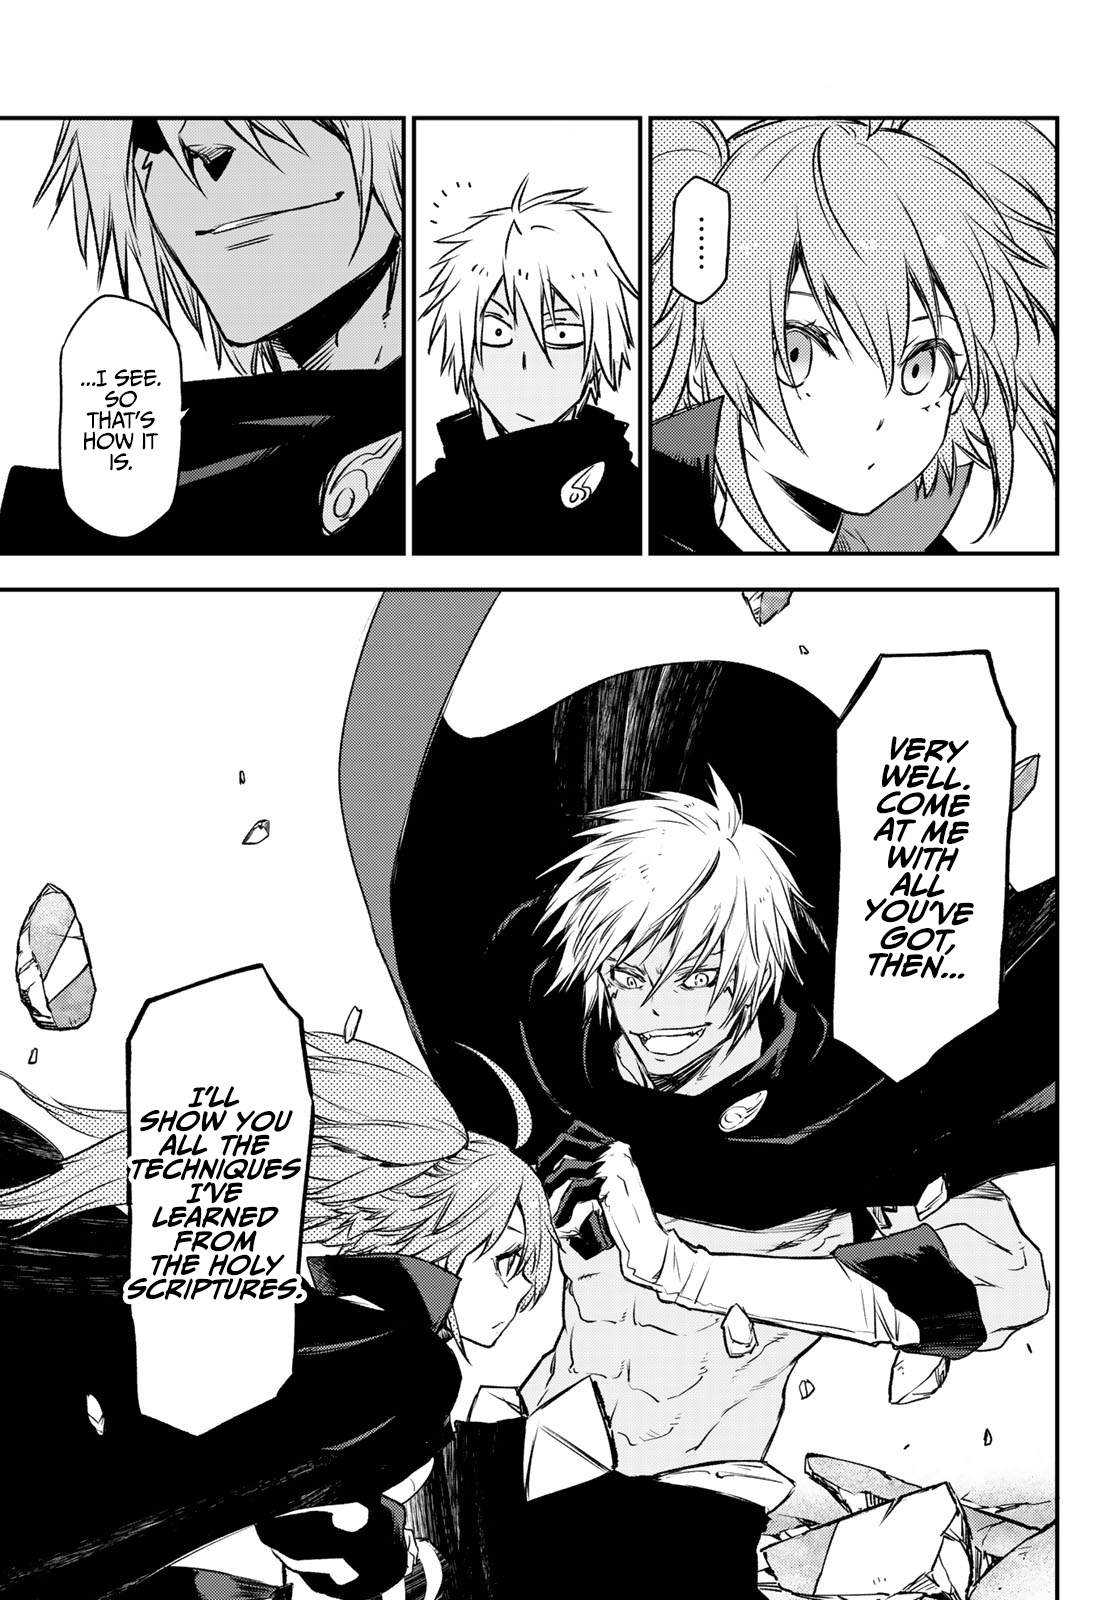 ......
...I SEE.
SO
THAT'S
HOW IT
IS.
VERY
WELL.
COME
AT ME
WITH
ALL
YOU'VE
GOT,
THEN...
I'LL
SHOW YOU
ALL THE
TECHNIQUES
I'VE
LEARNED
FROM
THE HOLY
SCRIPTURES.